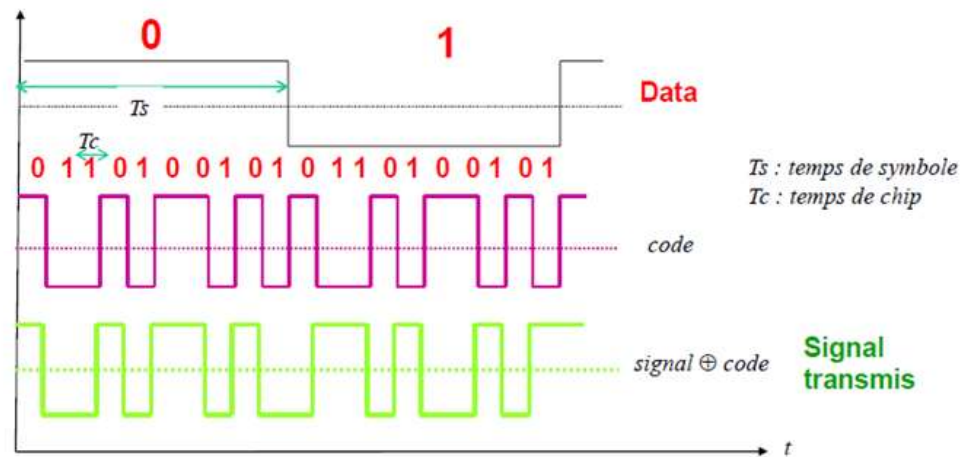 0 1
Data
Ts
Tc
0 1 1 0 1 0 0 1 0 1 0 1 1 0 1 0 0 1 0 1
Ts : temps de symbole
Tc : temps de chip
code
signal ⊕ code
Signal
transmis
t